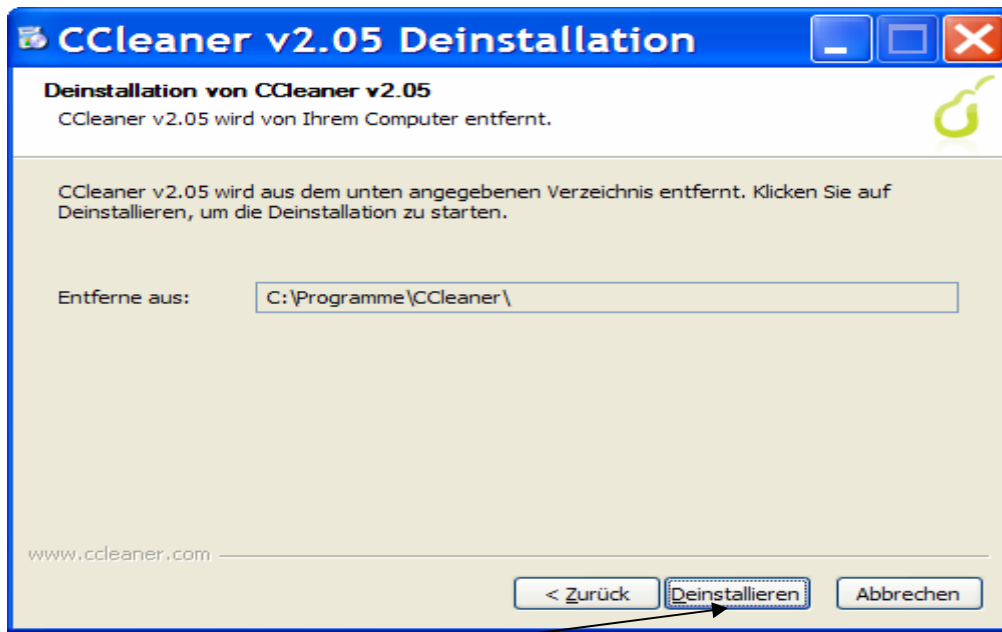 CCleaner v2.05 Deinstallation
Deinstallation von CCleaner v2.05
CCleaner v2.05 wird von Ihrem Computer entfernt.
CCleaner v2.05 wird aus dem unten angegebenen Verzeichnis entfernt. Klicken Sie auf
Deinstallieren, um die Deinstallation zu starten.
Entferne aus: C:\Programme\CCleaner\
www.ccleaner.com
< Zurück Deinstallieren Abbrechen